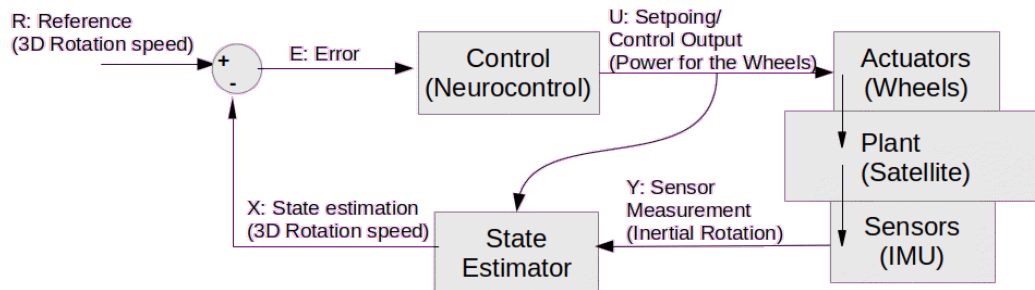 R: Reference
(3D Rotation speed)
+
-
E: Error
Control
(Neurocontrol)
U: Setpoing/
Control Output
(Power for the Wheels)
Actuators
(Wheels)
Plant
(Satellite)
Sensors
(IMU)
Y: Sensor
Measurement
(Inertial Rotation)
State
Estimator
X: State estimation
(3D Rotation speed)